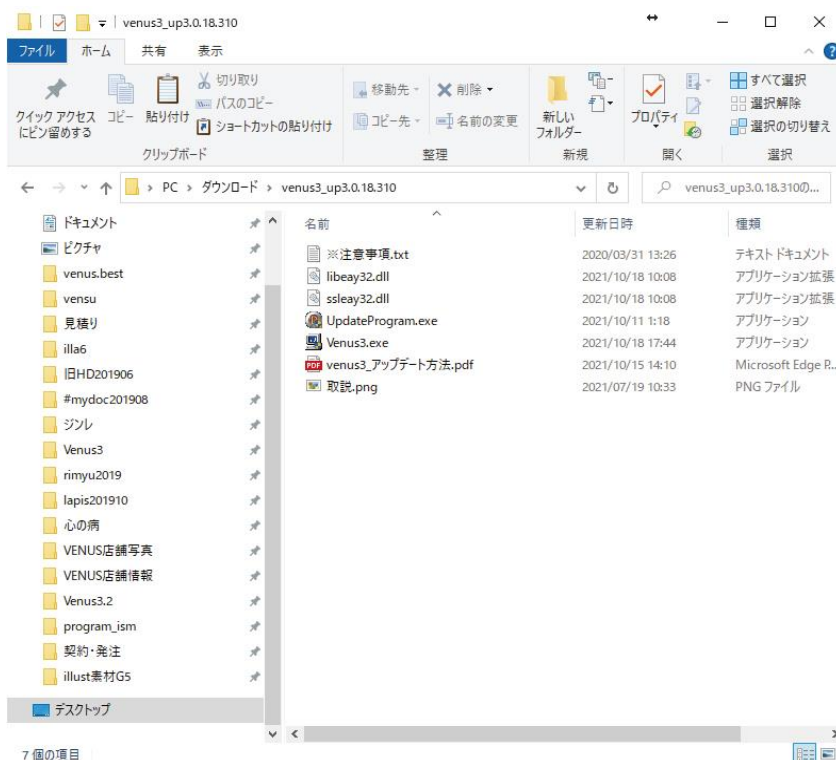 venus3_up3.0.18.310
ファイル ホーム 共有 表示
クイック アクセス
にピン留めする
コピー
貼り付け
切り取り
パスのコピー
ショートカットの貼り付け
クリップボード
移動先
コピー先
削除
名前の変更
整理
新しい
フォルダー
新規
プロパティ
開く
すべて選択
選択解除
選択の切り替え
選択
PC › ダウンロード › venus3_up3.0.18.310
venus3_up3.0.18.310の...
ドキュメント
ピクチャ
venus.best
vensu
見積り
illa6
旧HD201906
#mydoc201908
ジンレ
Venus3
rimyu2019
lapis201910
心の病
VENUS店舗写真
VENUS店舗情報
Venus3.2
program_ism
契約・発注
illust素材G5
デスクトップ
名前 更新日時 種類
※注意事項.txt 2020/03/31 13:26 テキスト ドキュメント
libeay32.dll 2021/10/18 10:08 アプリケーション拡張
ssleay32.dll 2021/10/18 10:08 アプリケーション拡張
UpdateProgram.exe 2021/10/11 1:18 アプリケーション
Venus3.exe 2021/10/18 17:44 アプリケーション
PDF venus3_アップデート方法.pdf 2021/10/15 14:10 Microsoft Edge P...
取説.png 2021/07/19 10:33 PNG ファイル
7 個の項目